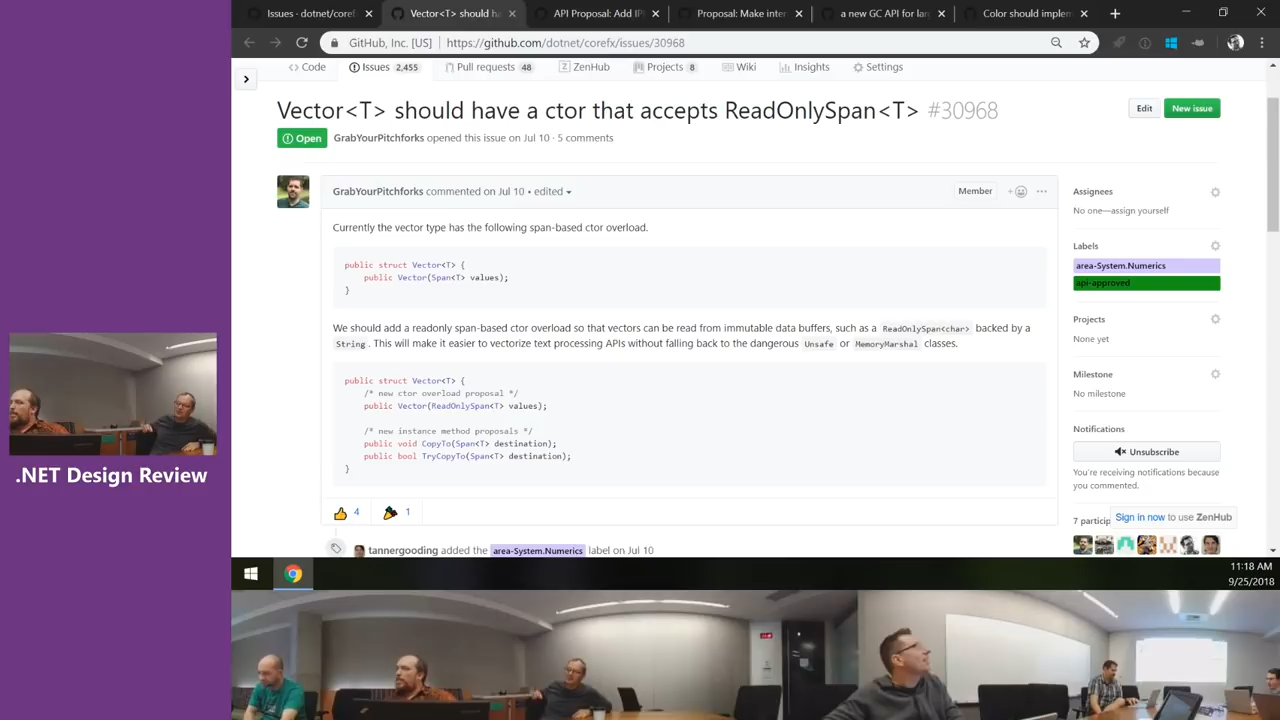 Issues · dotnet/coref
Vector<T> should ha
API Proposal: Add IP
Proposal: Make inter
a new GC API for lar
Color should implem
GitHub, Inc. [US] https://github.com/dotnet/corefx/issues/30968
Code Issues 2,455 Pull requests 48 ZenHub Projects 8 Wiki Insights Settings
Vector<T> should have a ctor that accepts ReadOnlySpan<T> #30968
Edit New issue
Open GrabYourPitchforks opened this issue on Jul 10 · 5 comments
GrabYourPitchforks commented on Jul 10 • edited
Member
Currently the vector type has the following span-based ctor overload.
public struct Vector<T> {
public Vector(Span<T> values);
}
We should add a readonly span-based ctor overload so that vectors can be read from immutable data buffers, such as a ReadOnlySpan<char> backed by a
String. This will make it easier to vectorize text processing APIs without falling back to the dangerous Unsafe or MemoryMarshal classes.
public struct Vector<T> {
/* new ctor overload proposal */
public Vector(ReadOnlySpan<T> values);
/* new instance method proposals */
public void CopyTo(Span<T> destination);
public bool TryCopyTo(Span<T> destination);
}
4 1
tannergooding added the area-System.Numerics label on Jul 10
Assignees
No one—assign yourself
Labels
area-System.Numerics
api-approved
Projects
None yet
Milestone
No milestone
Notifications
Unsubscribe
You're receiving notifications because
you commented.
7 particip
Sign in now to use ZenHub
.NET Design Review
11:18 AM
9/25/2018